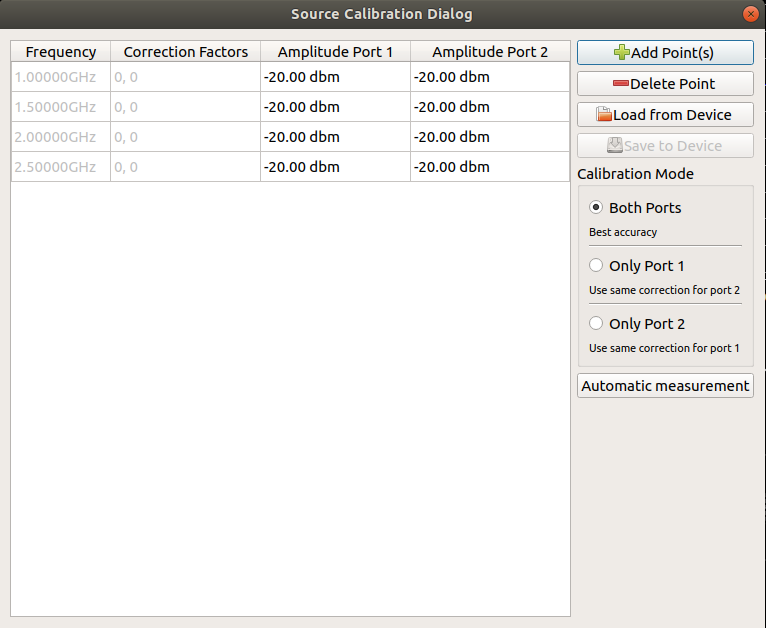 Source Calibration Dialog
Frequency Correction Factors Amplitude Port 1 Amplitude Port 2
1.00000GHz 0, 0 -20.00 dbm -20.00 dbm
1.50000GHz 0, 0 -20.00 dbm -20.00 dbm
2.00000GHz 0, 0 -20.00 dbm -20.00 dbm
2.50000GHz 0, 0 -20.00 dbm -20.00 dbm
Add Point(s)
Delete Point
Load from Device
Save to Device
Calibration Mode
Both Ports
Best accuracy
Only Port 1
Use same correction for port 2
Only Port 2
Use same correction for port 1
Automatic measurement